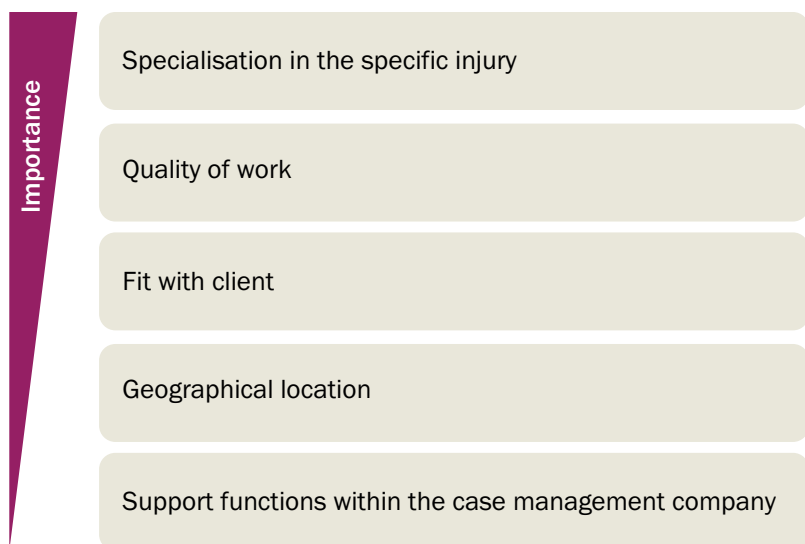 Importance
Specialisation in the specific injury
Quality of work
Fit with client
Geographical location
Support functions within the case management company